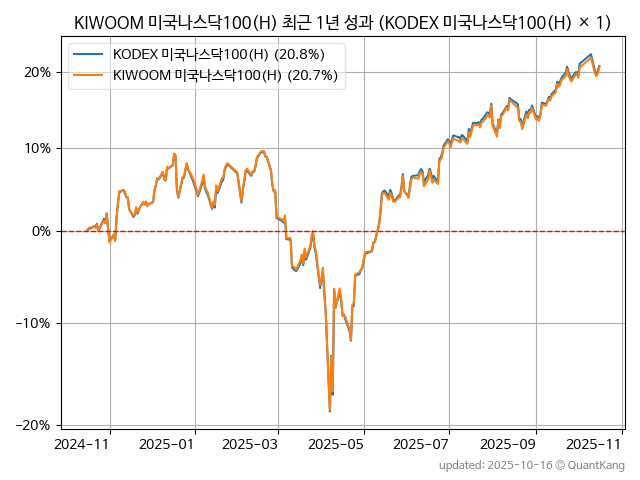 KIWOOM 미국나스닥100(H) 최근 1년 성과 (KODEX 미국나스닥100(H) × 1)
KODEX 미국나스닥100(H) (20.8%)
KIWOOM 미국나스닥100(H) (20.7%)
20%
10%
0%
−10%
−20%
2024-11 2025-01 2025-03 2025-05 2025-07 2025-09 2025-11
updated: 2025-10-16 © QuantKang